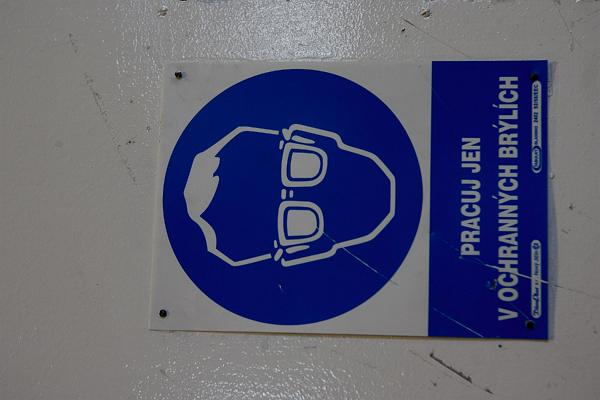 PRACUJ JEN
V OCHRANNÝCH BRÝLÍCH